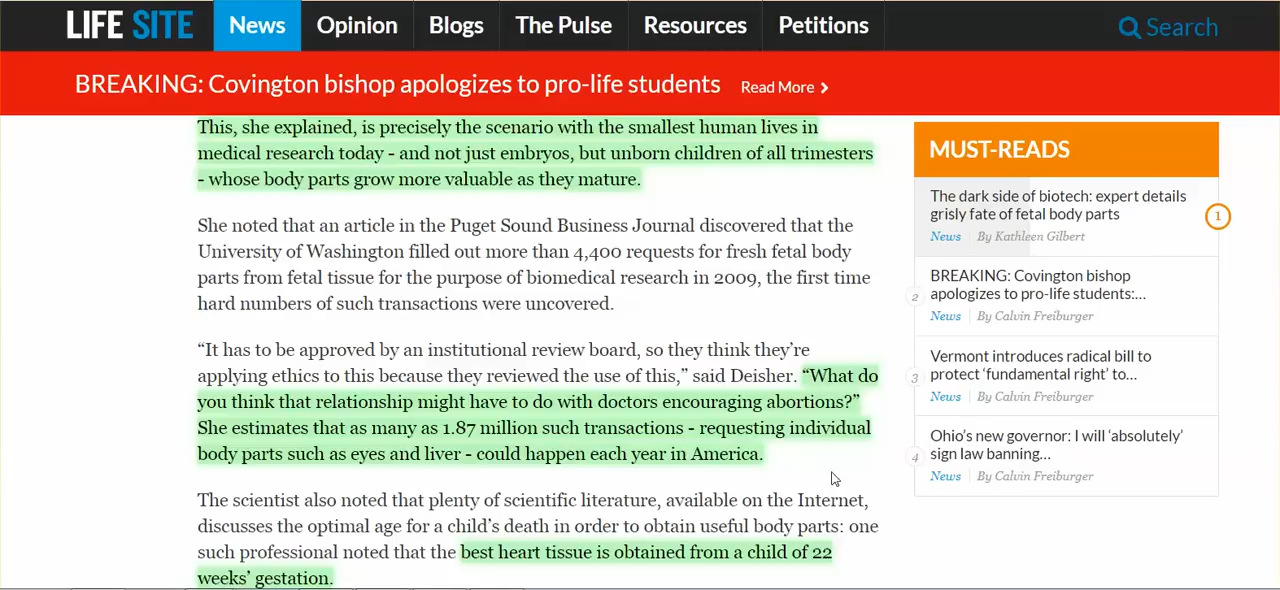 LIFE SITE News Opinion Blogs The Pulse Resources Petitions Search
BREAKING: Covington bishop apologizes to pro-life students Read More
This, she explained, is precisely the scenario with the smallest human lives in
medical research today - and not just embryos, but unborn children of all trimesters
- whose body parts grow more valuable as they mature.
She noted that an article in the Puget Sound Business Journal discovered that the
University of Washington filled out more than 4,400 requests for fresh fetal body
parts from fetal tissue for the purpose of biomedical research in 2009, the first time
hard numbers of such transactions were uncovered.
“It has to be approved by an institutional review board, so they think they’re
applying ethics to this because they reviewed the use of this,” said Deisher. “What do
you think that relationship might have to do with doctors encouraging abortions?”
She estimates that as many as 1.87 million such transactions - requesting individual
body parts such as eyes and liver - could happen each year in America.
The scientist also noted that plenty of scientific literature, available on the Internet,
discusses the optimal age for a child’s death in order to obtain useful body parts: one
such professional noted that the best heart tissue is obtained from a child of 22
weeks’ gestation.
MUST-READS
The dark side of biotech: expert details
grisly fate of fetal body parts
1
News By Kathleen Gilbert
BREAKING: Covington bishop
2
apologizes to pro-life students:...
News By Calvin Freiburger
Vermont introduces radical bill to
3
protect ‘fundamental right’ to...
News By Calvin Freiburger
Ohio’s new governor: I will ‘absolutely’
4
sign law banning...
News By Calvin Freiburger